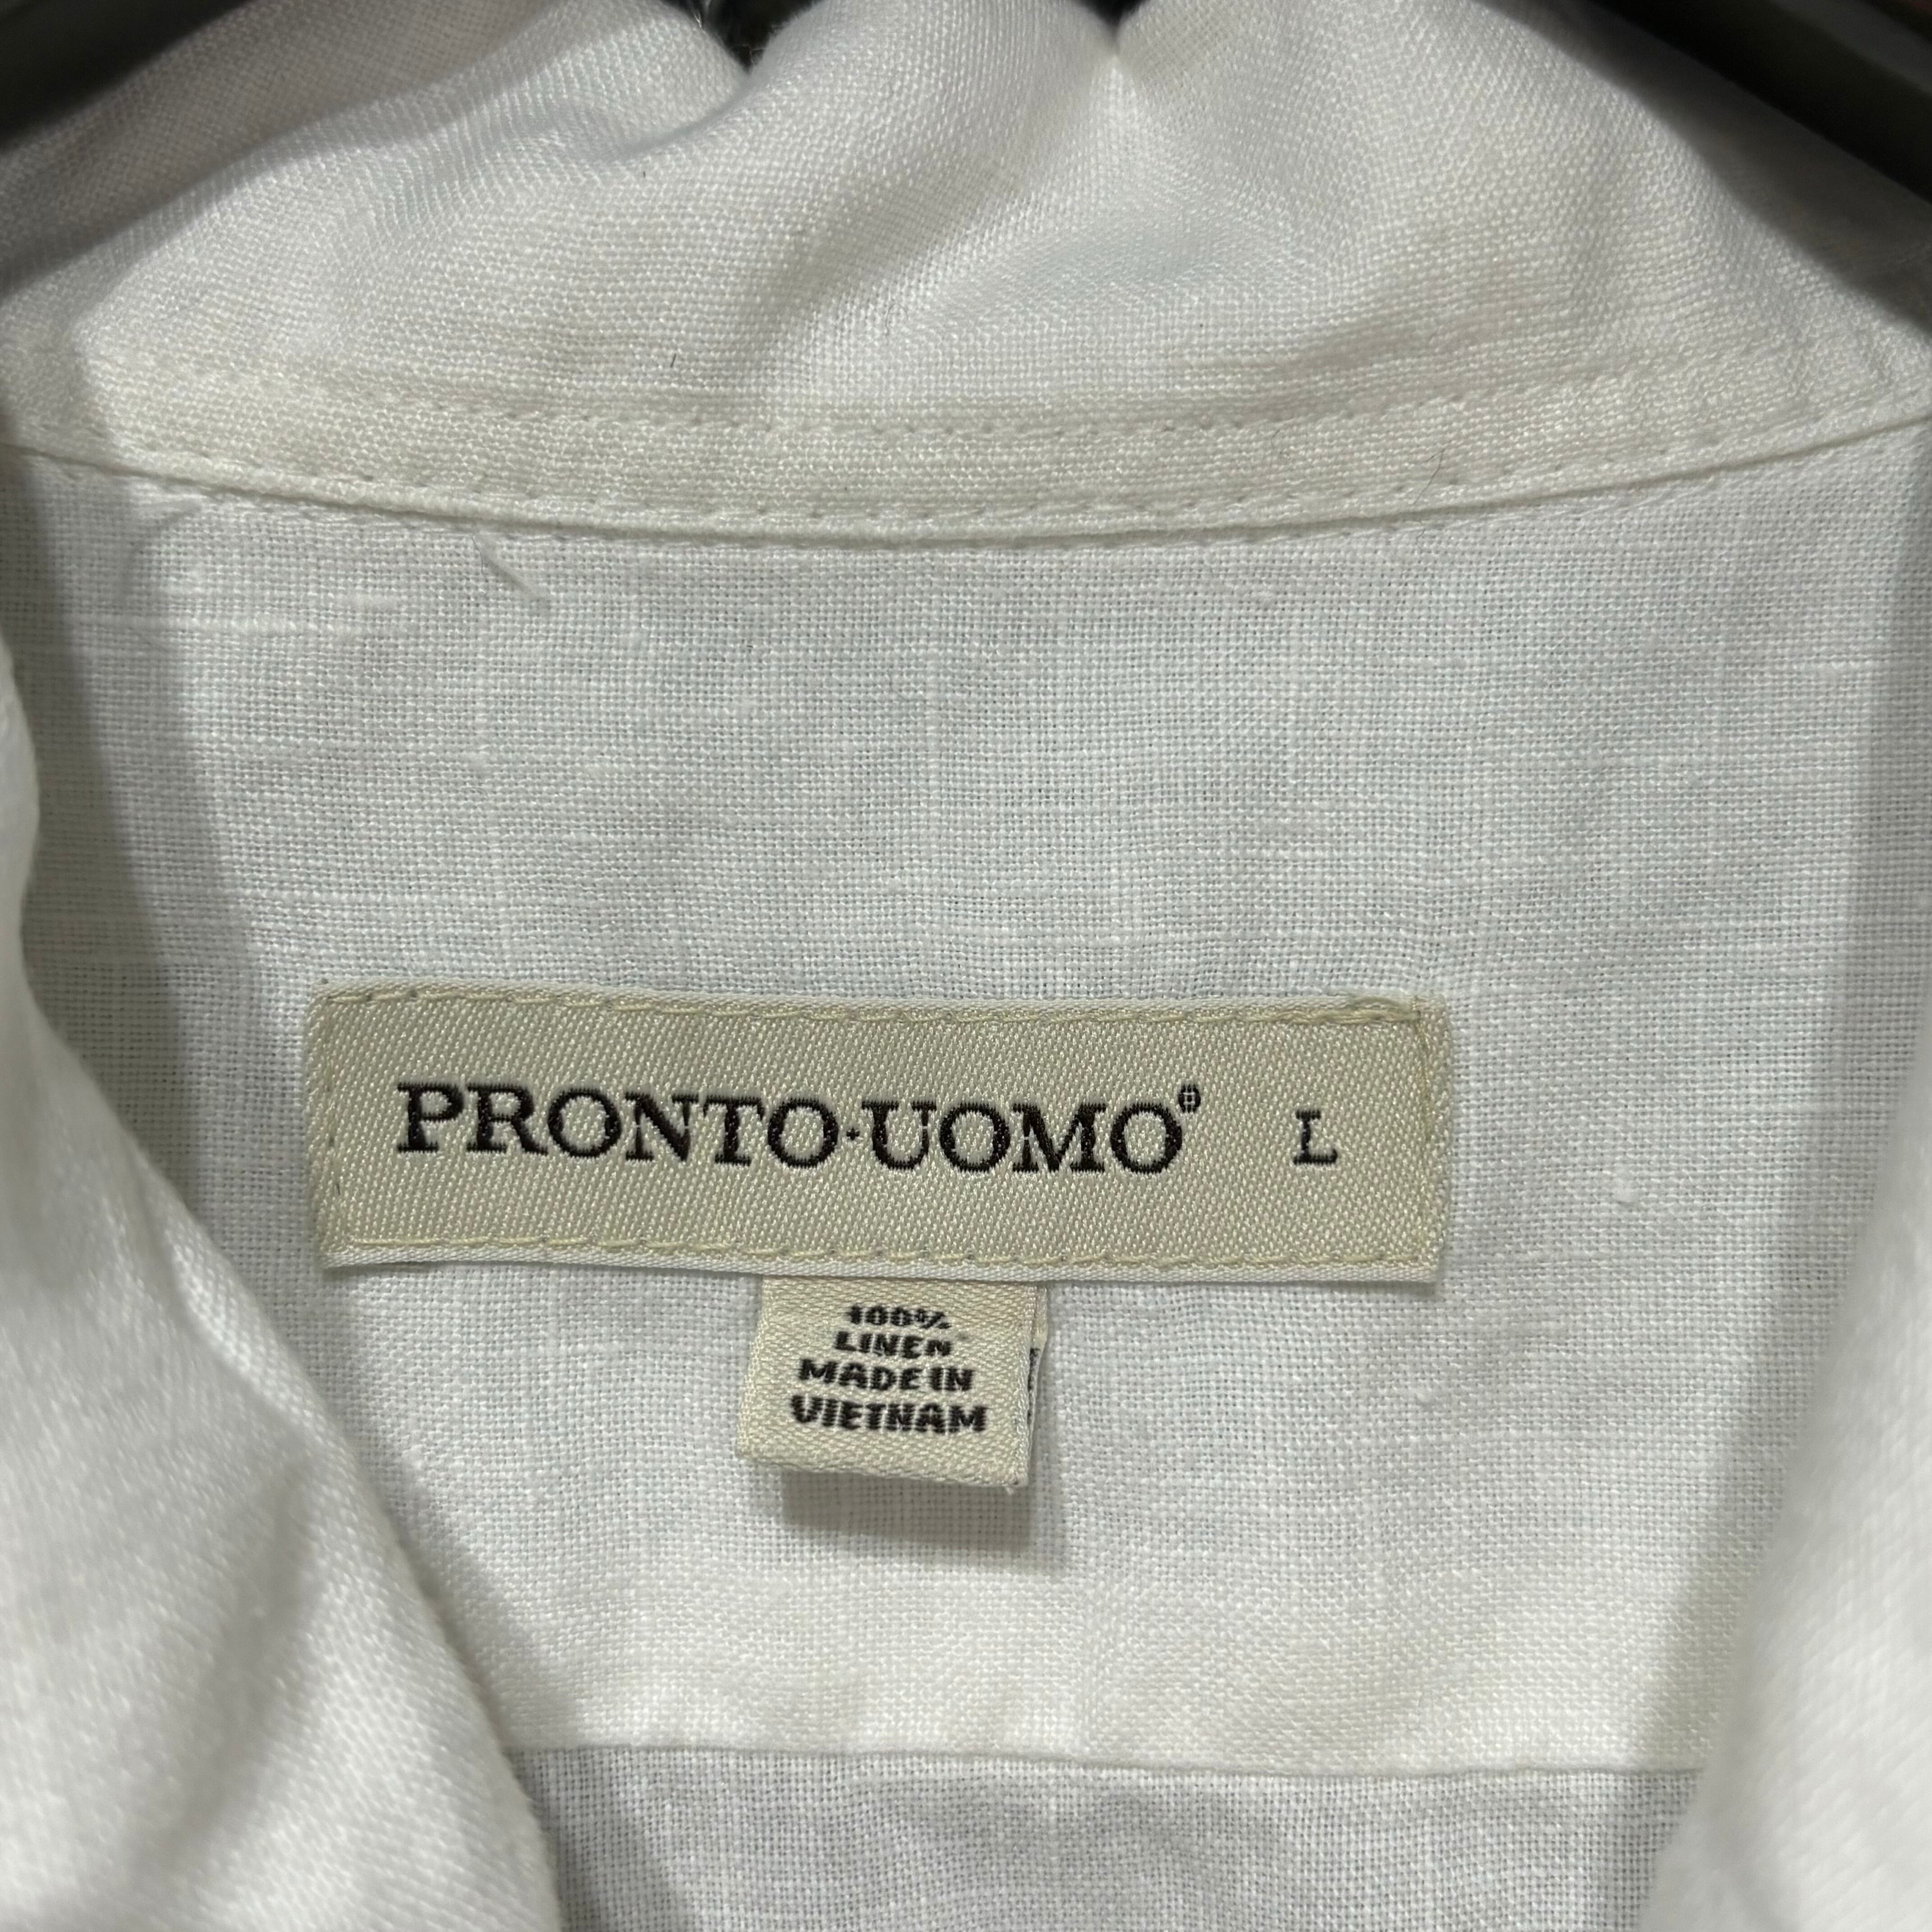 PRONTO·UOMO® L
100%
LINEN
MADE IN
VIETNAM